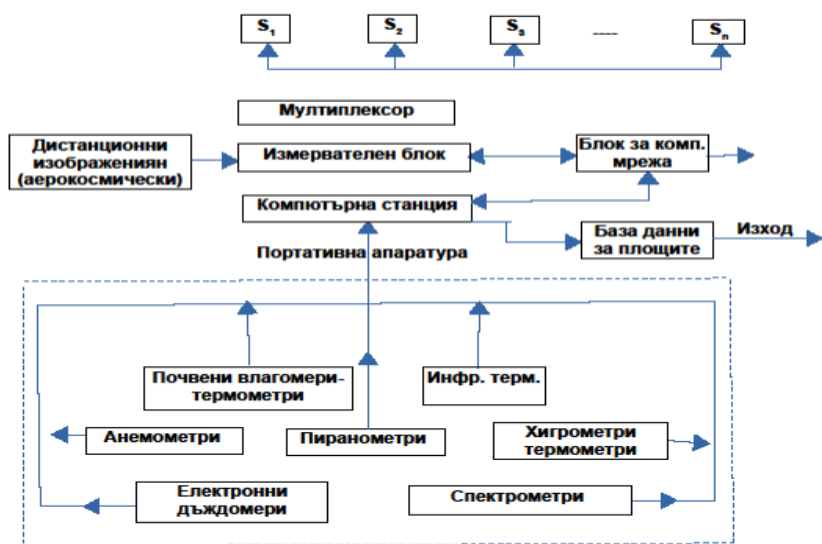 S1 S2 S3 ---- Sn
Мултиплексор
Дистанционни
изображениян
(аерокосмически)
Измервателен блок
Блок за комп.
мрежа
Компютърна станция
База данни
за площите
Изход
Портативна апаратура
Почвени влагомери-
термометри
Инфр. терм.
Анемометри
Пиранометри
Хигрометри
термометри
Електронни
дъждомери
Спектрометри